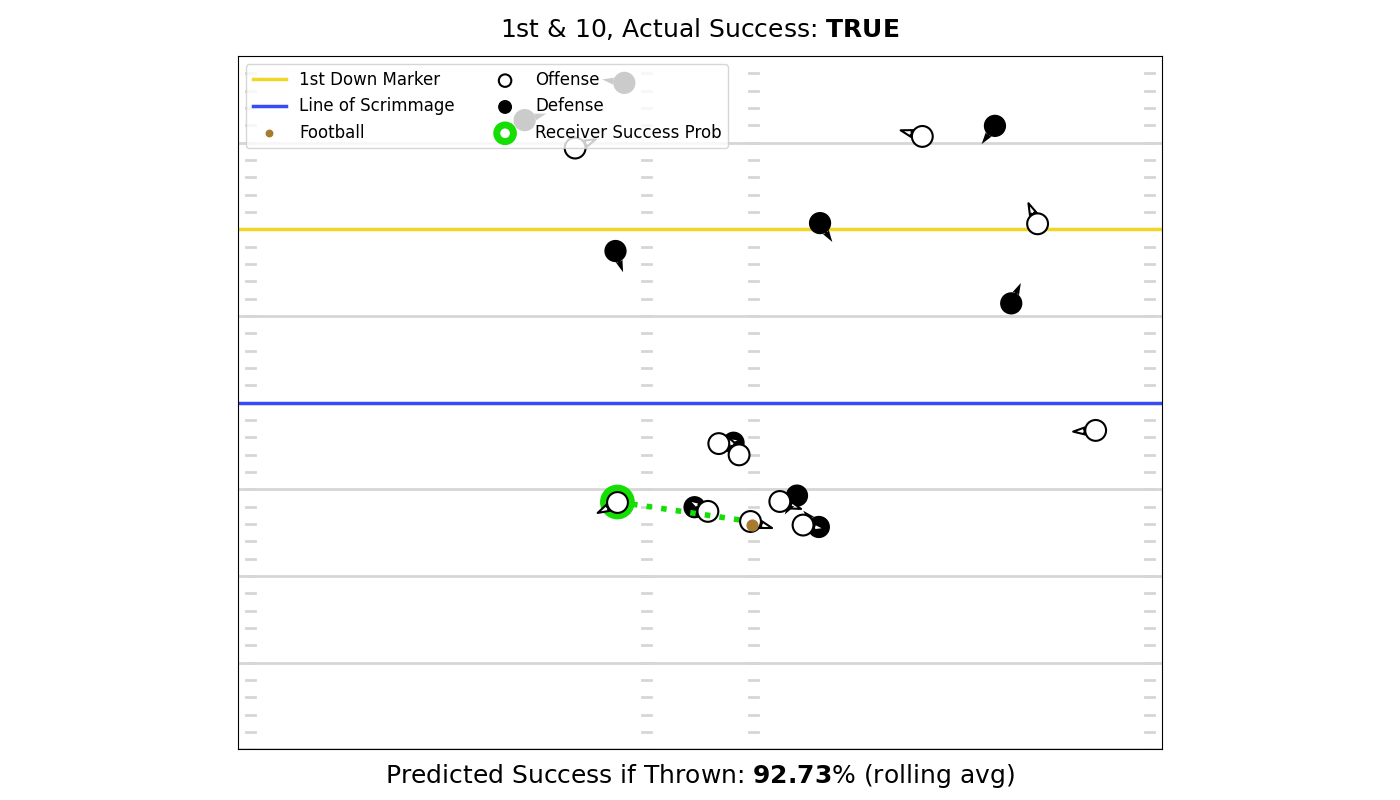 1st & 10, Actual Success: TRUE
1st Down Marker
Line of Scrimmage
Football
Offense
Defense
Receiver Success Prob
Predicted Success if Thrown: 92.73% (rolling avg)